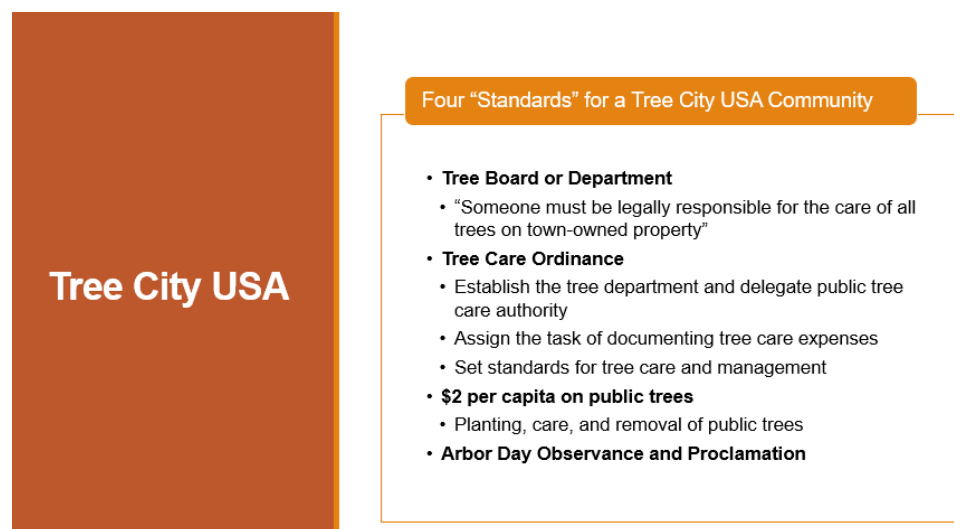 Tree City USA
Four “Standards” for a Tree City USA Community
• Tree Board or Department
• “Someone must be legally responsible for the care of all
trees on town-owned property”
• Tree Care Ordinance
• Establish the tree department and delegate public tree
care authority
• Assign the task of documenting tree care expenses
• Set standards for tree care and management
• $2 per capita on public trees
• Planting, care, and removal of public trees
• Arbor Day Observance and Proclamation